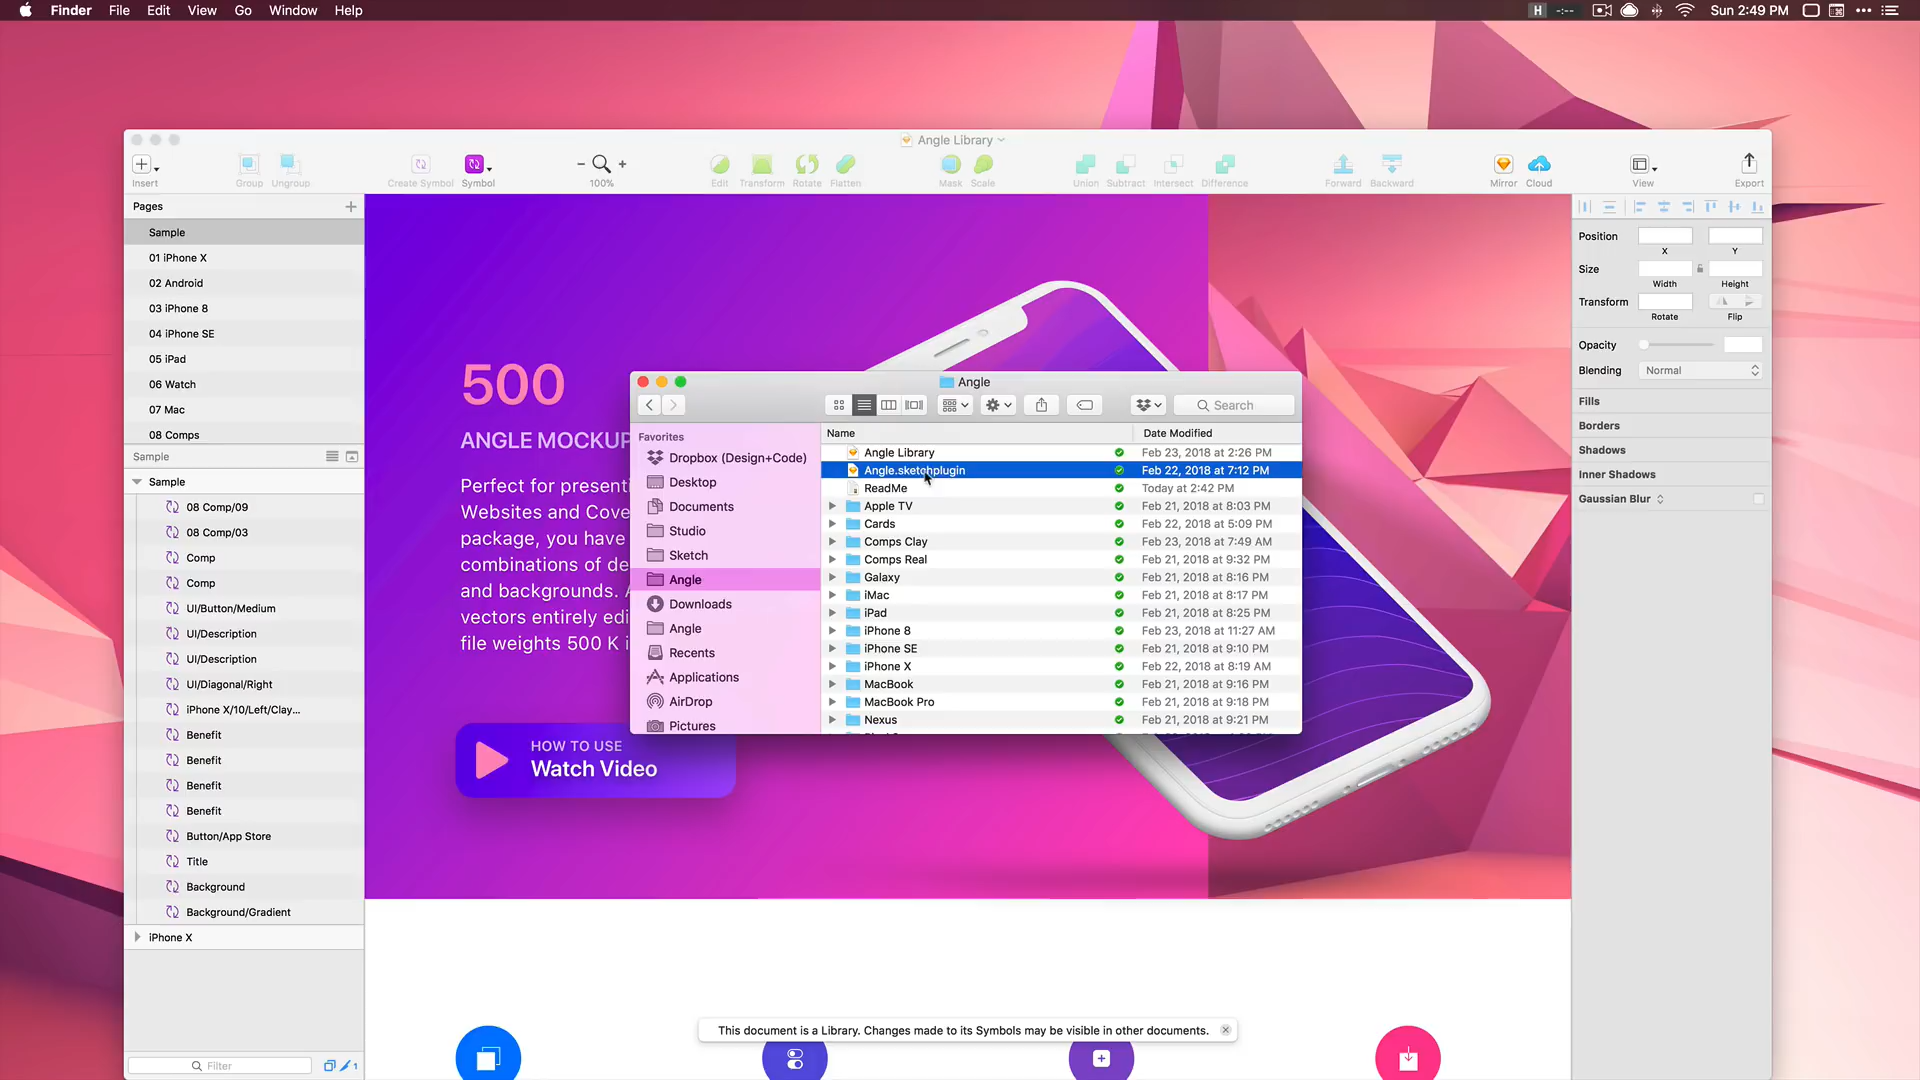 Finder File Edit View Go Window Help
H -:-- Sun 2:49 PM
Angle Library
Insert Group Ungroup Create Symbol Symbol 100% Edit Transform Rotate Flatten Mask Scale Union Subtract Intersect Difference Forward Backward Mirror Cloud View Export
Pages
Sample
01 iPhone X
02 Android
03 iPhone 8
04 iPhone SE
05 iPad
06 Watch
07 Mac
08 Comps
Sample
Sample
08 Comp/09
08 Comp/03
Comp
Comp
UI/Button/Medium
UI/Description
UI/Description
UI/Diagonal/Right
iPhone X/10/Left/Clay...
Benefit
Benefit
Benefit
Benefit
Button/App Store
Title
Background
Background/Gradient
iPhone X
Filter
1
500
ANGLE MOCKUP
Perfect for presenti
Websites and Cove
package, you have
combinations of de
and backgrounds. A
vectors entirely edi
file weights 500 K i
HOW TO USE
Watch Video
Angle
Search
Favorites
Dropbox (Design+Code)
Desktop
Documents
Studio
Sketch
Angle
Downloads
Angle
Recents
Applications
AirDrop
Pictures
Name Date Modified
Angle Library Feb 23, 2018 at 2:26 PM
Angle.sketchplugin Feb 22, 2018 at 7:12 PM
ReadMe Today at 2:42 PM
Apple TV Feb 21, 2018 at 8:03 PM
Cards Feb 22, 2018 at 5:09 PM
Comps Clay Feb 23, 2018 at 7:49 AM
Comps Real Feb 21, 2018 at 9:32 PM
Galaxy Feb 21, 2018 at 8:16 PM
iMac Feb 21, 2018 at 8:17 PM
iPad Feb 21, 2018 at 8:25 PM
iPhone 8 Feb 23, 2018 at 11:27 AM
iPhone SE Feb 21, 2018 at 9:10 PM
iPhone X Feb 22, 2018 at 8:19 AM
MacBook Feb 21, 2018 at 9:16 PM
MacBook Pro Feb 21, 2018 at 9:18 PM
Nexus Feb 21, 2018 at 9:21 PM
This document is a Library. Changes made to its Symbols may be visible in other documents.
Position
X Y
Size
Width Height
Transform
Rotate Flip
Opacity
Blending Normal
Fills
Borders
Shadows
Inner Shadows
Gaussian Blur